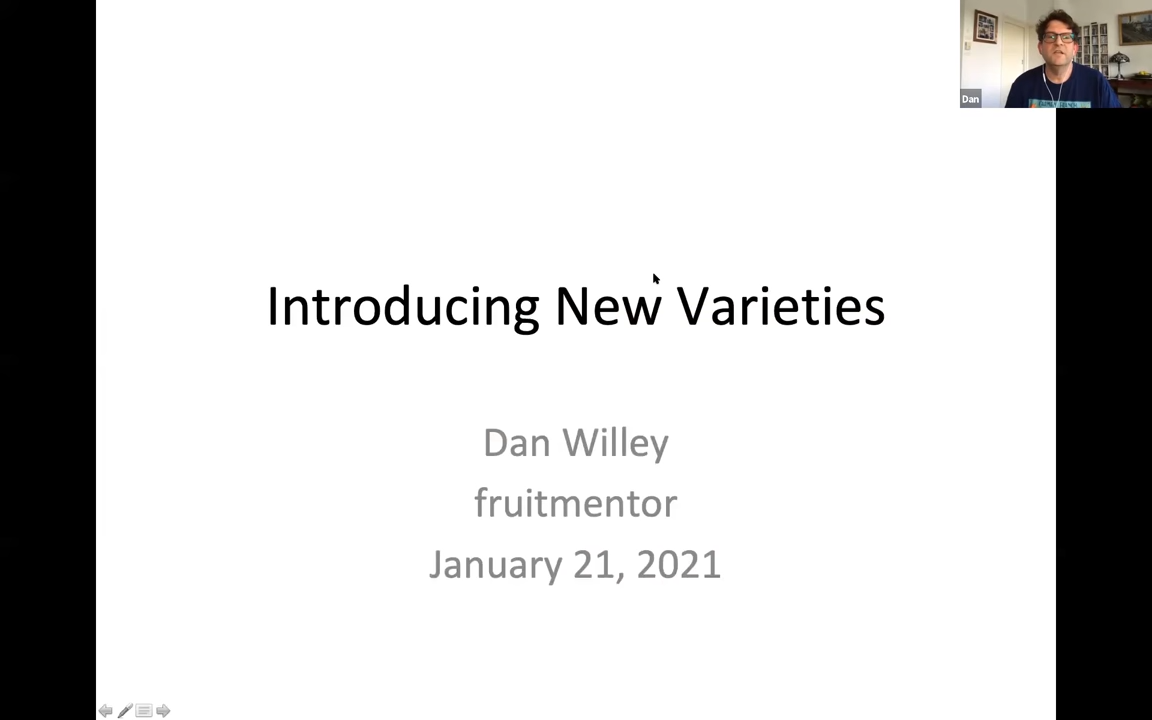 Introducing New Varieties
Dan Willey
fruitmentor
January 21, 2021
Dan